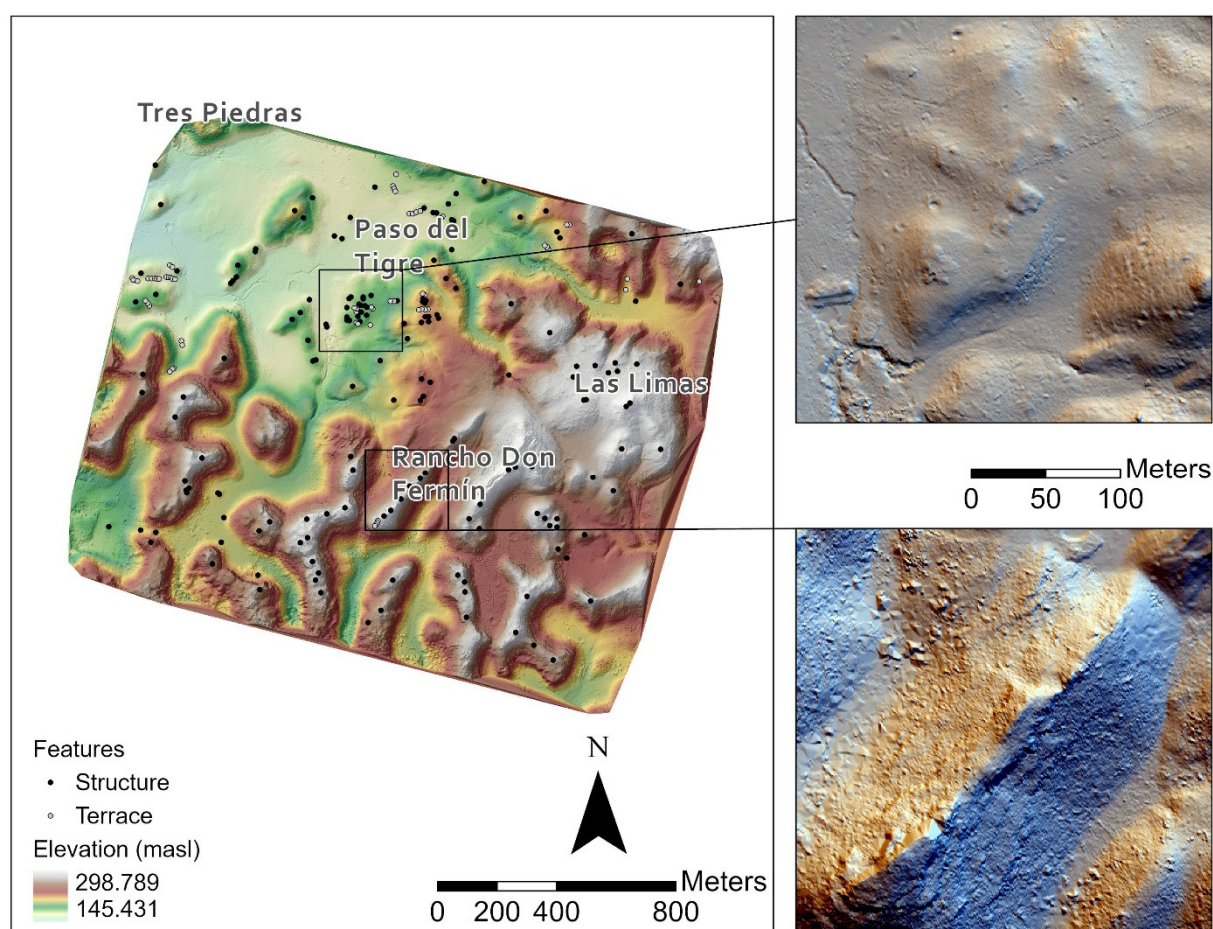 Tres Piedras
Paso del
Tigre
Las Limas
Rancho Don
Fermín
Features
Structure
Terrace
Elevation (masl)
298.789
145.431
N
Meters
0 200 400 800
Meters
0 50 100